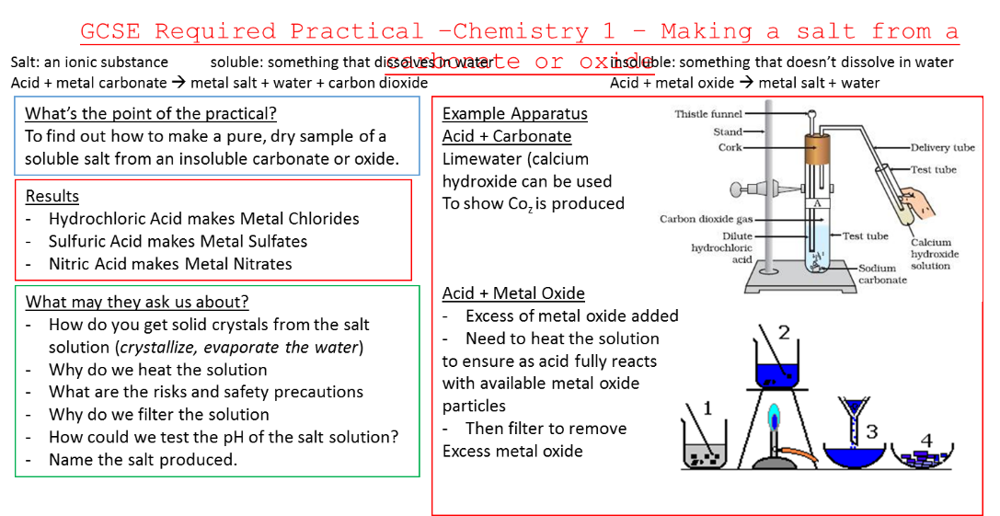 GCSE Required Practical –Chemistry 1 – Making a salt from a
carbonate or oxide
Salt: an ionic substance soluble: something that dissolves in water insoluble: something that doesn't dissolve in water
Acid + metal carbonate → metal salt + water + carbon dioxide Acid + metal oxide → metal salt + water
What's the point of the practical?
To find out how to make a pure, dry sample of a
soluble salt from an insoluble carbonate or oxide.
Results
- Hydrochloric Acid makes Metal Chlorides
- Sulfuric Acid makes Metal Sulfates
- Nitric Acid makes Metal Nitrates
What may they ask us about?
- How do you get solid crystals from the salt
solution (crystallize, evaporate the water)
- Why do we heat the solution
- What are the risks and safety precautions
- Why do we filter the solution
- How could we test the pH of the salt solution?
- Name the salt produced.
Example Apparatus
Acid + Carbonate
Limewater (calcium
hydroxide can be used
To show Co₂ is produced
Thistle funnel
Stand
Cork
Delivery tube
Test tube
A
Carbon dioxide gas
Dilute
hydrochloric
acid
Test tube
Calcium
hydroxide
solution
Sodium
carbonate
Acid + Metal Oxide
- Excess of metal oxide added
- Need to heat the solution
to ensure as acid fully reacts
with available metal oxide
particles
- Then filter to remove
Excess metal oxide
1
2
3
4